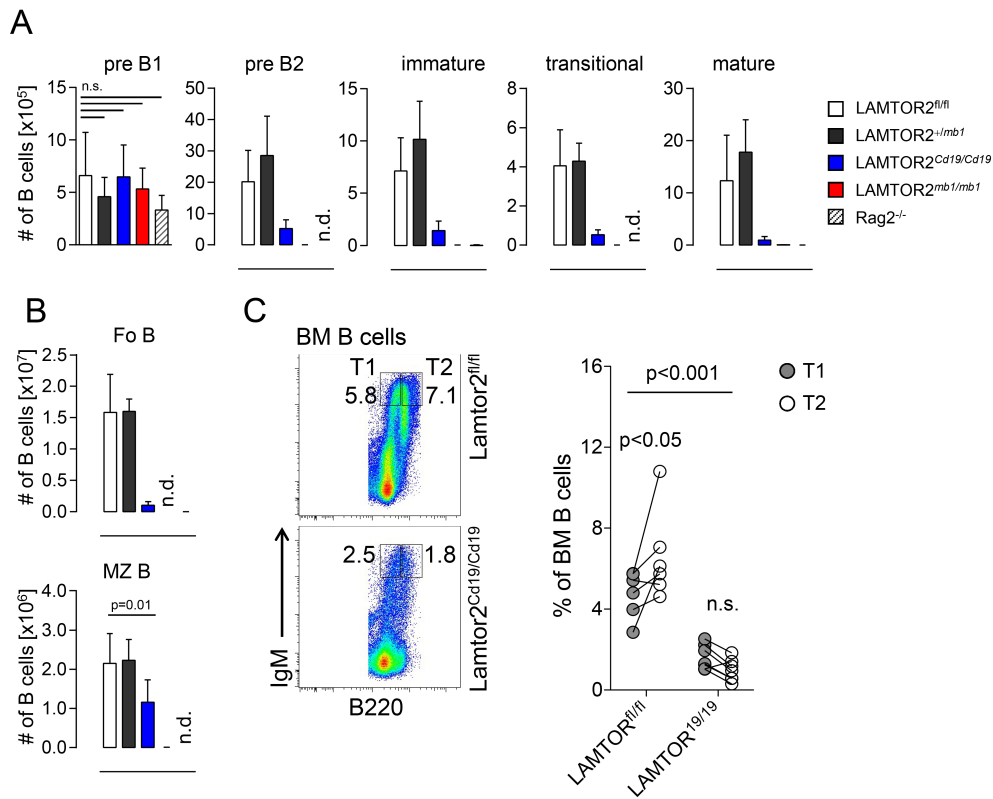 A
pre B1
pre B2
immature
transitional
mature
# of B cells [x10⁵]
15
10
5
0
n.s.
50
40
30
20
10
0
n.d.
15
10
5
0
8
6
4
2
0
n.d.
30
20
10
0
LAMTOR2fl/fl
LAMTOR2+/mb1
LAMTOR2Cd19/Cd19
LAMTOR2mb1/mb1
Rag2-/-
B
Fo B
# of B cells [x10⁷]
2.5
2.0
1.5
1.0
0.5
0.0
n.d.
MZ B
# of B cells [x10⁶]
4.0
3.0
2.0
1.0
0.0
p=0.01
n.d.
C
BM B cells
T1 T2
5.8 7.1
Lamtor2fl/fl
2.5 1.8
Lamtor2Cd19/Cd19
IgM
B220
% of BM B cells
16
12
8
4
0
p<0.001
p<0.05
n.s.
T1
T2
LAMTORfl/fl
LAMTOR19/19